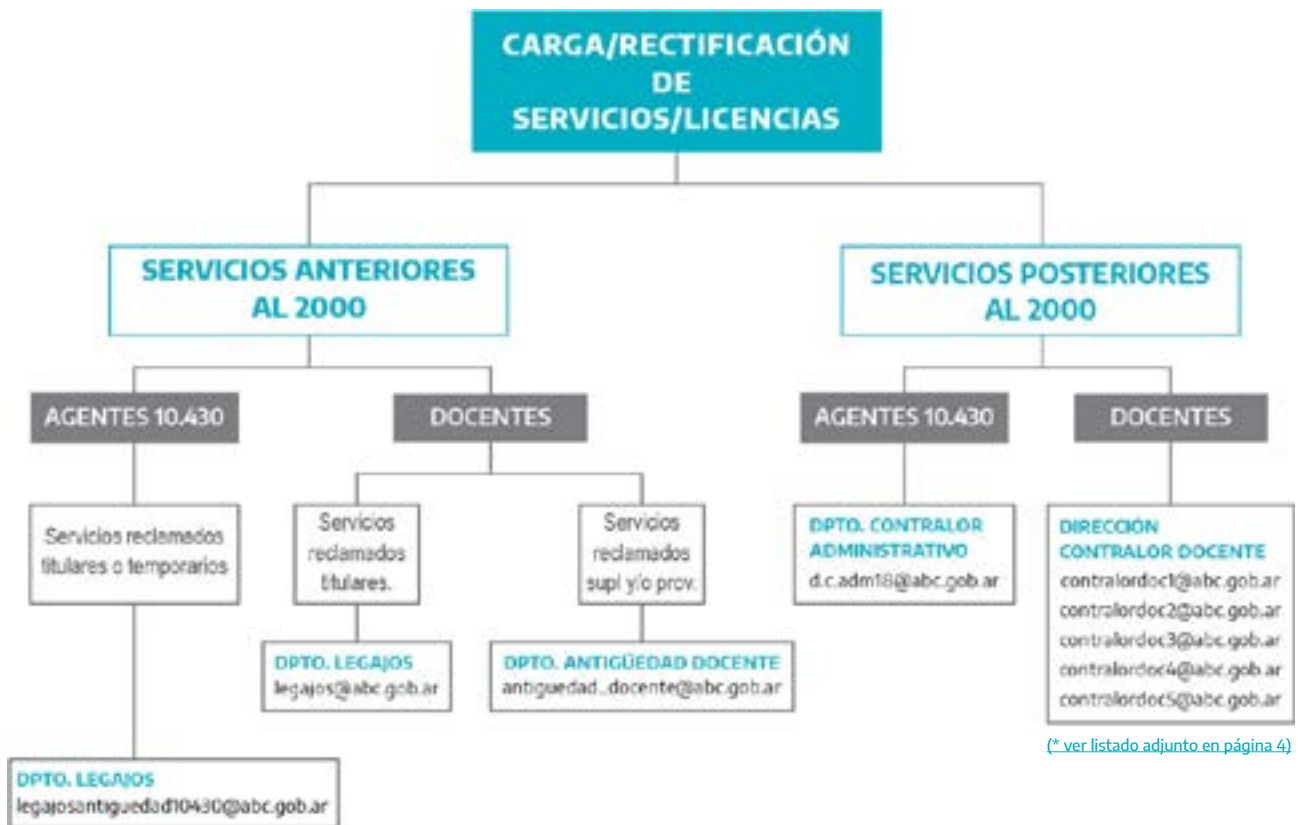 CARGA/RECTIFICACIÓN
DE
SERVICIOS/LICENCIAS
SERVICIOS ANTERIORES
AL 2000
SERVICIOS POSTERIORES
AL 2000
AGENTES 10.430
DOCENTES
AGENTES 10.430
DOCENTES
Servicios reclamados
titulares o temporarios
Servicios
reclamados
titulares.
Servicios
reclamados
supl y/o prov.
DPTO. CONTRALOR
ADMINISTRATIVO
d.c.adm18@abc.gob.ar
DIRECCIÓN
CONTRALOR DOCENTE
contralordoc1@abc.gob.ar
contralordoc2@abc.gob.ar
contralordoc3@abc.gob.ar
contralordoc4@abc.gob.ar
contralordoc5@abc.gob.ar
DPTO. LEGAJOS
legajos@abc.gob.ar
DPTO. ANTIGÜEDAD DOCENTE
antiguedad_docente@abc.gob.ar
(* ver listado adjunto en página 4)
DPTO. LEGAJOS
legajosantiguedad10430@abc.gob.ar